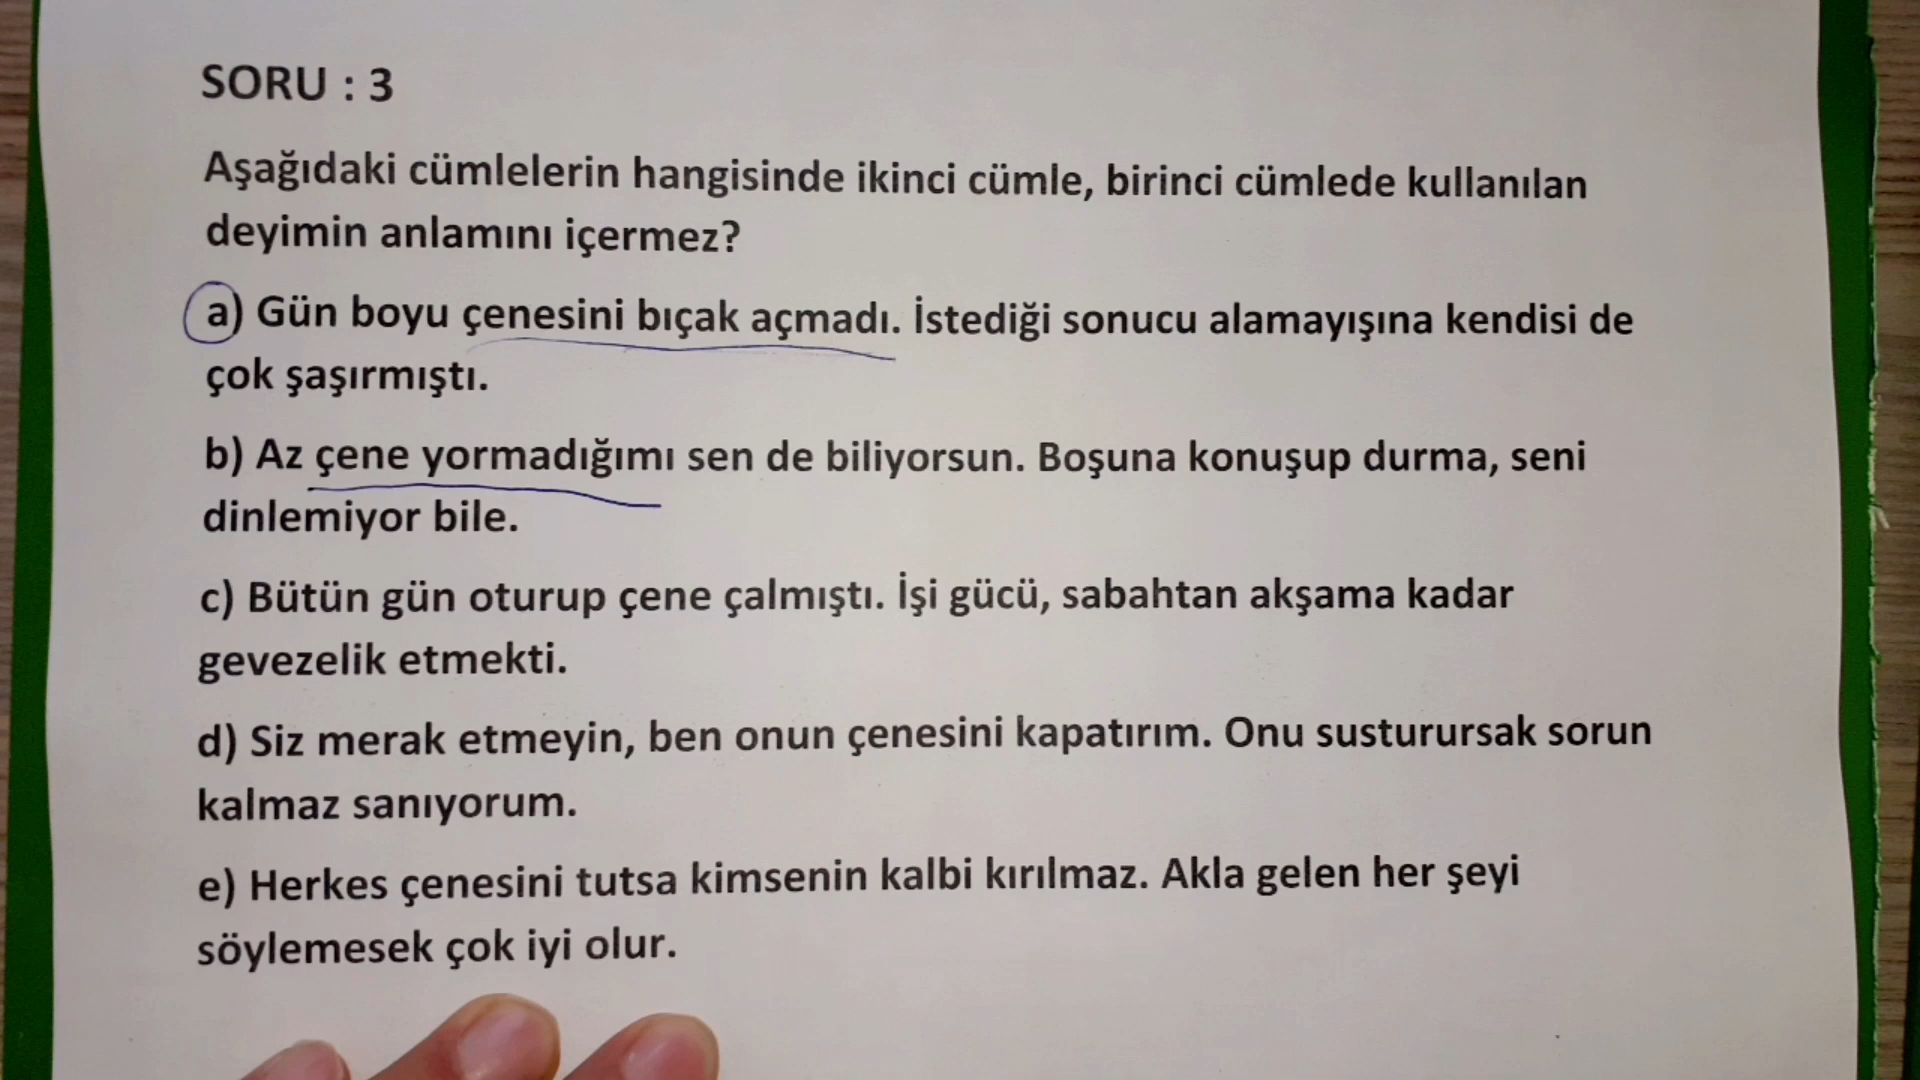 SORU : 3
Aşağıdaki cümlelerin hangisinde ikinci cümle, birinci cümlede kullanılan
deyimin anlamını içermez?
a) Gün boyu çenesini bıçak açmadı. İstediği sonucu alamayışına kendisi de
çok şaşırmıştı.
b) Az çene yormadığımı sen de biliyorsun. Boşuna konuşup durma, seni
dinlemiyor bile.
c) Bütün gün oturup çene çalmıştı. İşi gücü, sabahtan akşama kadar
gevezelik etmekti.
d) Siz merak etmeyin, ben onun çenesini kapatırım. Onu susturursak sorun
kalmaz sanıyorum.
e) Herkes çenesini tutsa kimsenin kalbi kırılmaz. Akla gelen her şeyi
söylemesek çok iyi olur.